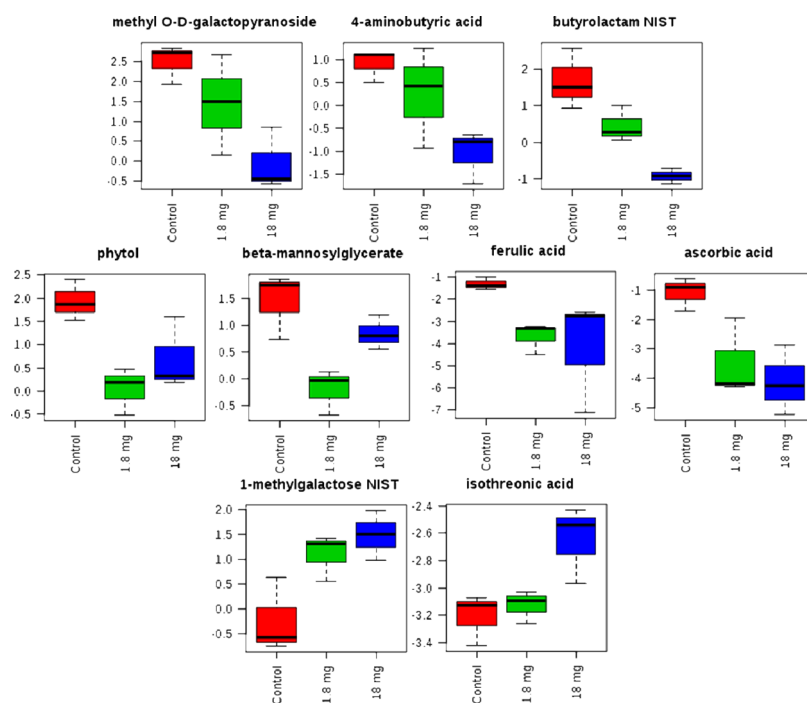 methyl O-D-galactopyranoside 4-aminobutyric acid butyrolactam NIST
2.5 1.0 2
2.0 0.5
1.5 0.0 1
1.0 -0.5
0.5 0
0.0 -1.0
-0.5 -1.5 -1
Control 1.8 mg 18 mg Control 1.8 mg 18 mg Control 1.8 mg 18 mg
phytol beta-mannosylglycerate ferulic acid ascorbic acid
2.5 -1
2.0 1.5 -2 -1
1.5 1.0 -3 -2
1.0 0.5 -4 -3
0.5 0.0 -5 -4
0.0 -6
-0.5 -0.5 -7 -5
Control 1.8 mg 18 mg Control 1.8 mg 18 mg Control 1.8 mg 18 mg Control 1.8 mg 18 mg
1-methylgalactose NIST isothreonic acid
2.0 -2.4
1.5 -2.6
1.0 -2.8
0.5 -3.0
0.0 -3.2
-0.5 -3.4
Control 1.8 mg 18 mg Control 1.8 mg 18 mg